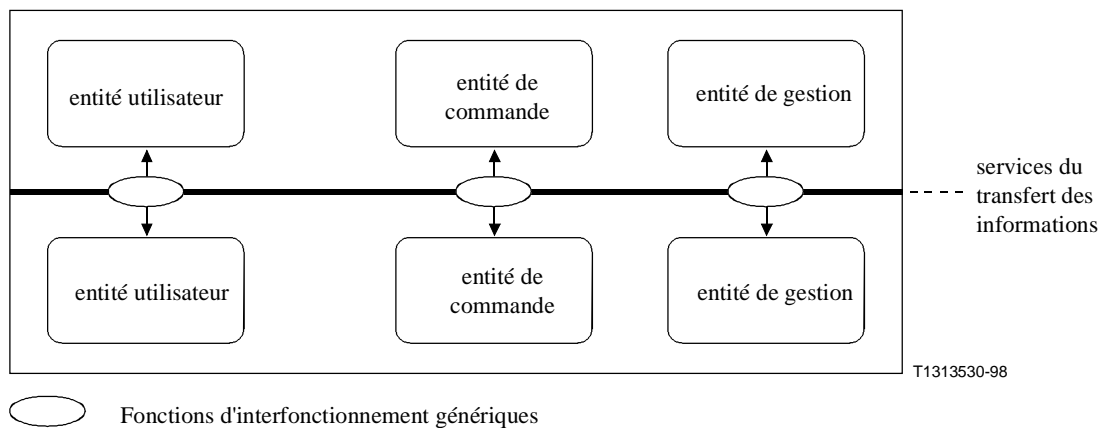 entité utilisateur
entité de
commande
entité de gestion
services du
transfert des
informations
entité utilisateur
entité de
commande
entité de gestion
T1313530-98
Fonctions d'interfonctionnement génériques